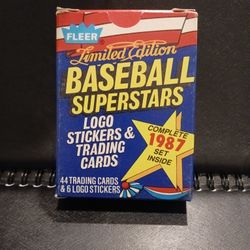 FLEER
Limited Edition
BASEBALL
SUPERSTARS
LOGO
STICKERS &
TRADING
CARDS
COMPLETE
1987
SET
INSIDE
44 TRADING CARDS
& 6 LOGO STICKERS